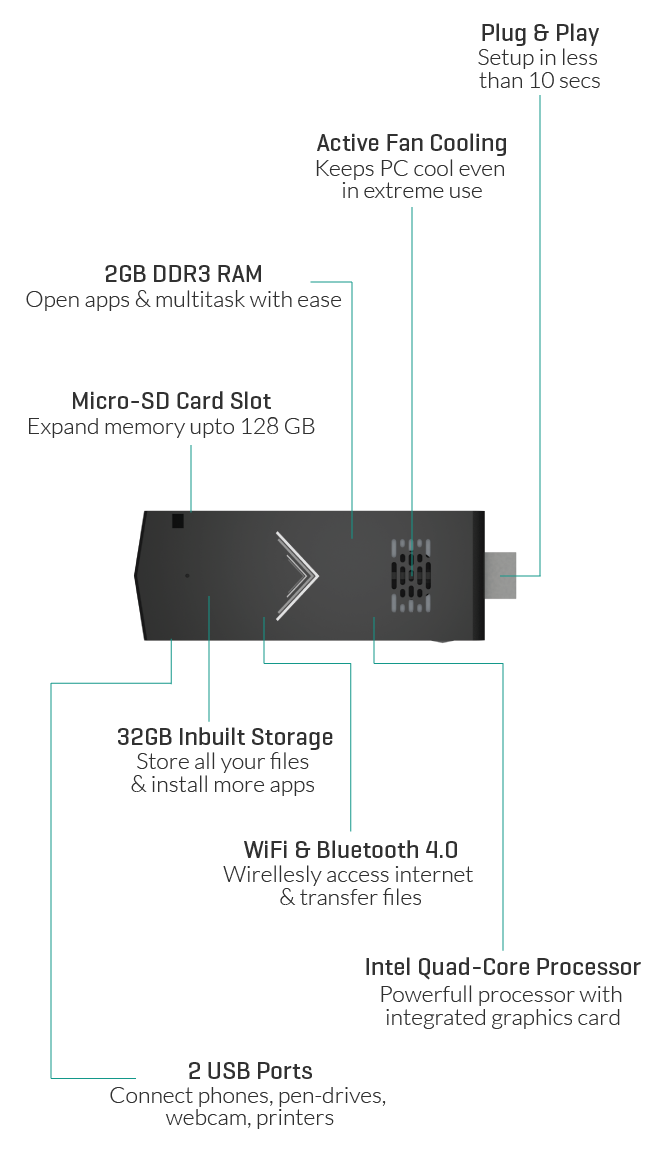 Plug & Play
Setup in less
than 10 secs
Active Fan Cooling
Keeps PC cool even
in extreme use
2GB DDR3 RAM
Open apps & multitask with ease
Micro-SD Card Slot
Expand memory upto 128 GB
32GB Inbuilt Storage
Store all your files
& install more apps
WiFi & Bluetooth 4.0
Wirellesly access internet
& transfer files
Intel Quad-Core Processor
Powerfull processor with
integrated graphics card
2 USB Ports
Connect phones, pen-drives,
webcam, printers